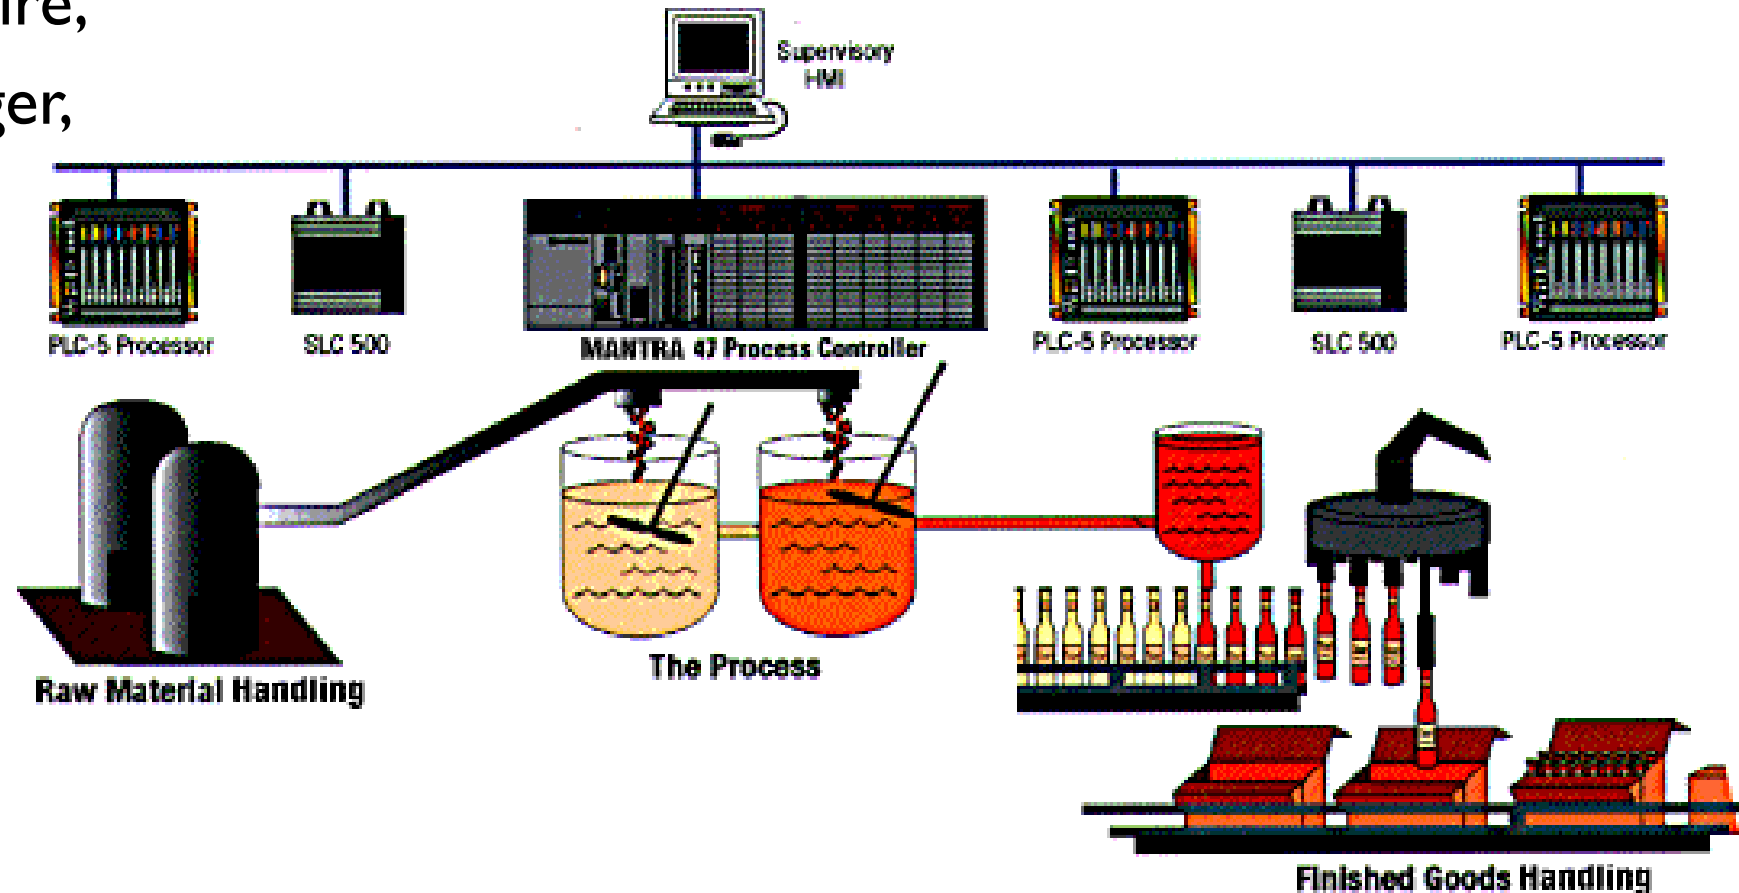 ire,
ger,
Supervisory
HMI
PLC-5 Processor
SLC 500
MANTRA 47 Process Controller
PLC-5 Processor
SLC 500
PLC-5 Processor
The Process
Raw Material Handling
Finished Goods Handling